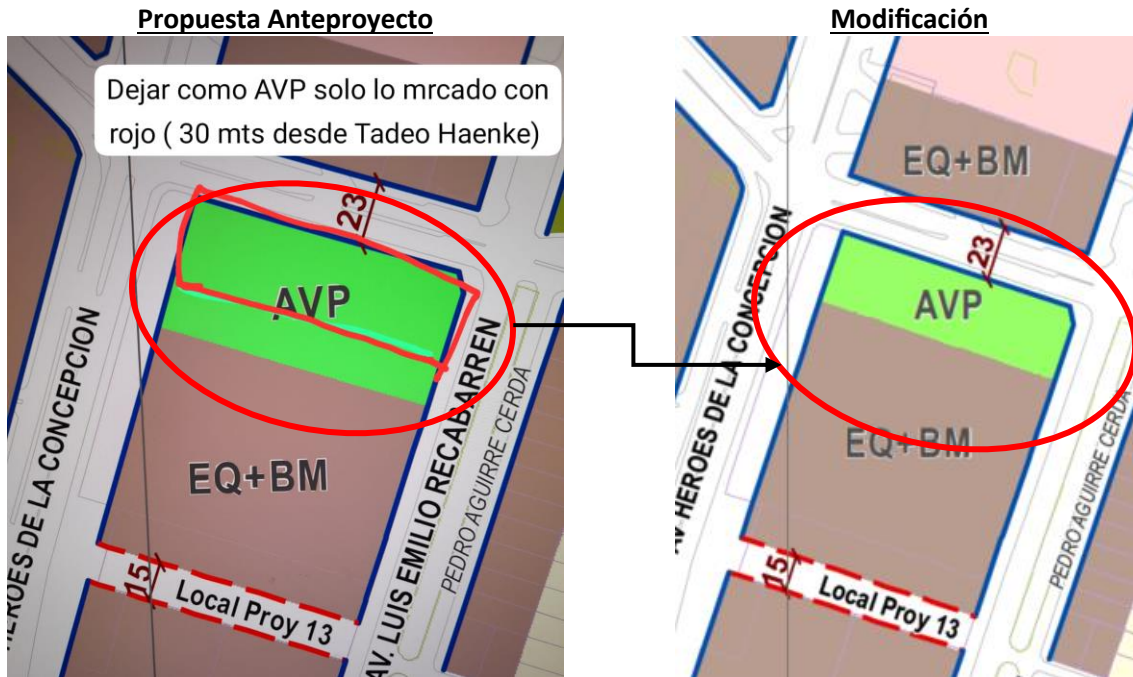 Propuesta Anteproyecto
Dejar como AVP solo lo mrcado con
rojo ( 30 mts desde Tadeo Haenke)
23
AVP
EQ+BM
HEROES DE LA CONCEPCION
AV. LUIS EMILIO RECABARREN
PEDRO AGUIRRE CERDA
15
Local Proy 13
Modificación
EQ+BM
23
AVP
EQ+BM
AV HEROES DE LA CONCEPCION
PEDRO AGUIRRE CERDA
15
Local Proy 13